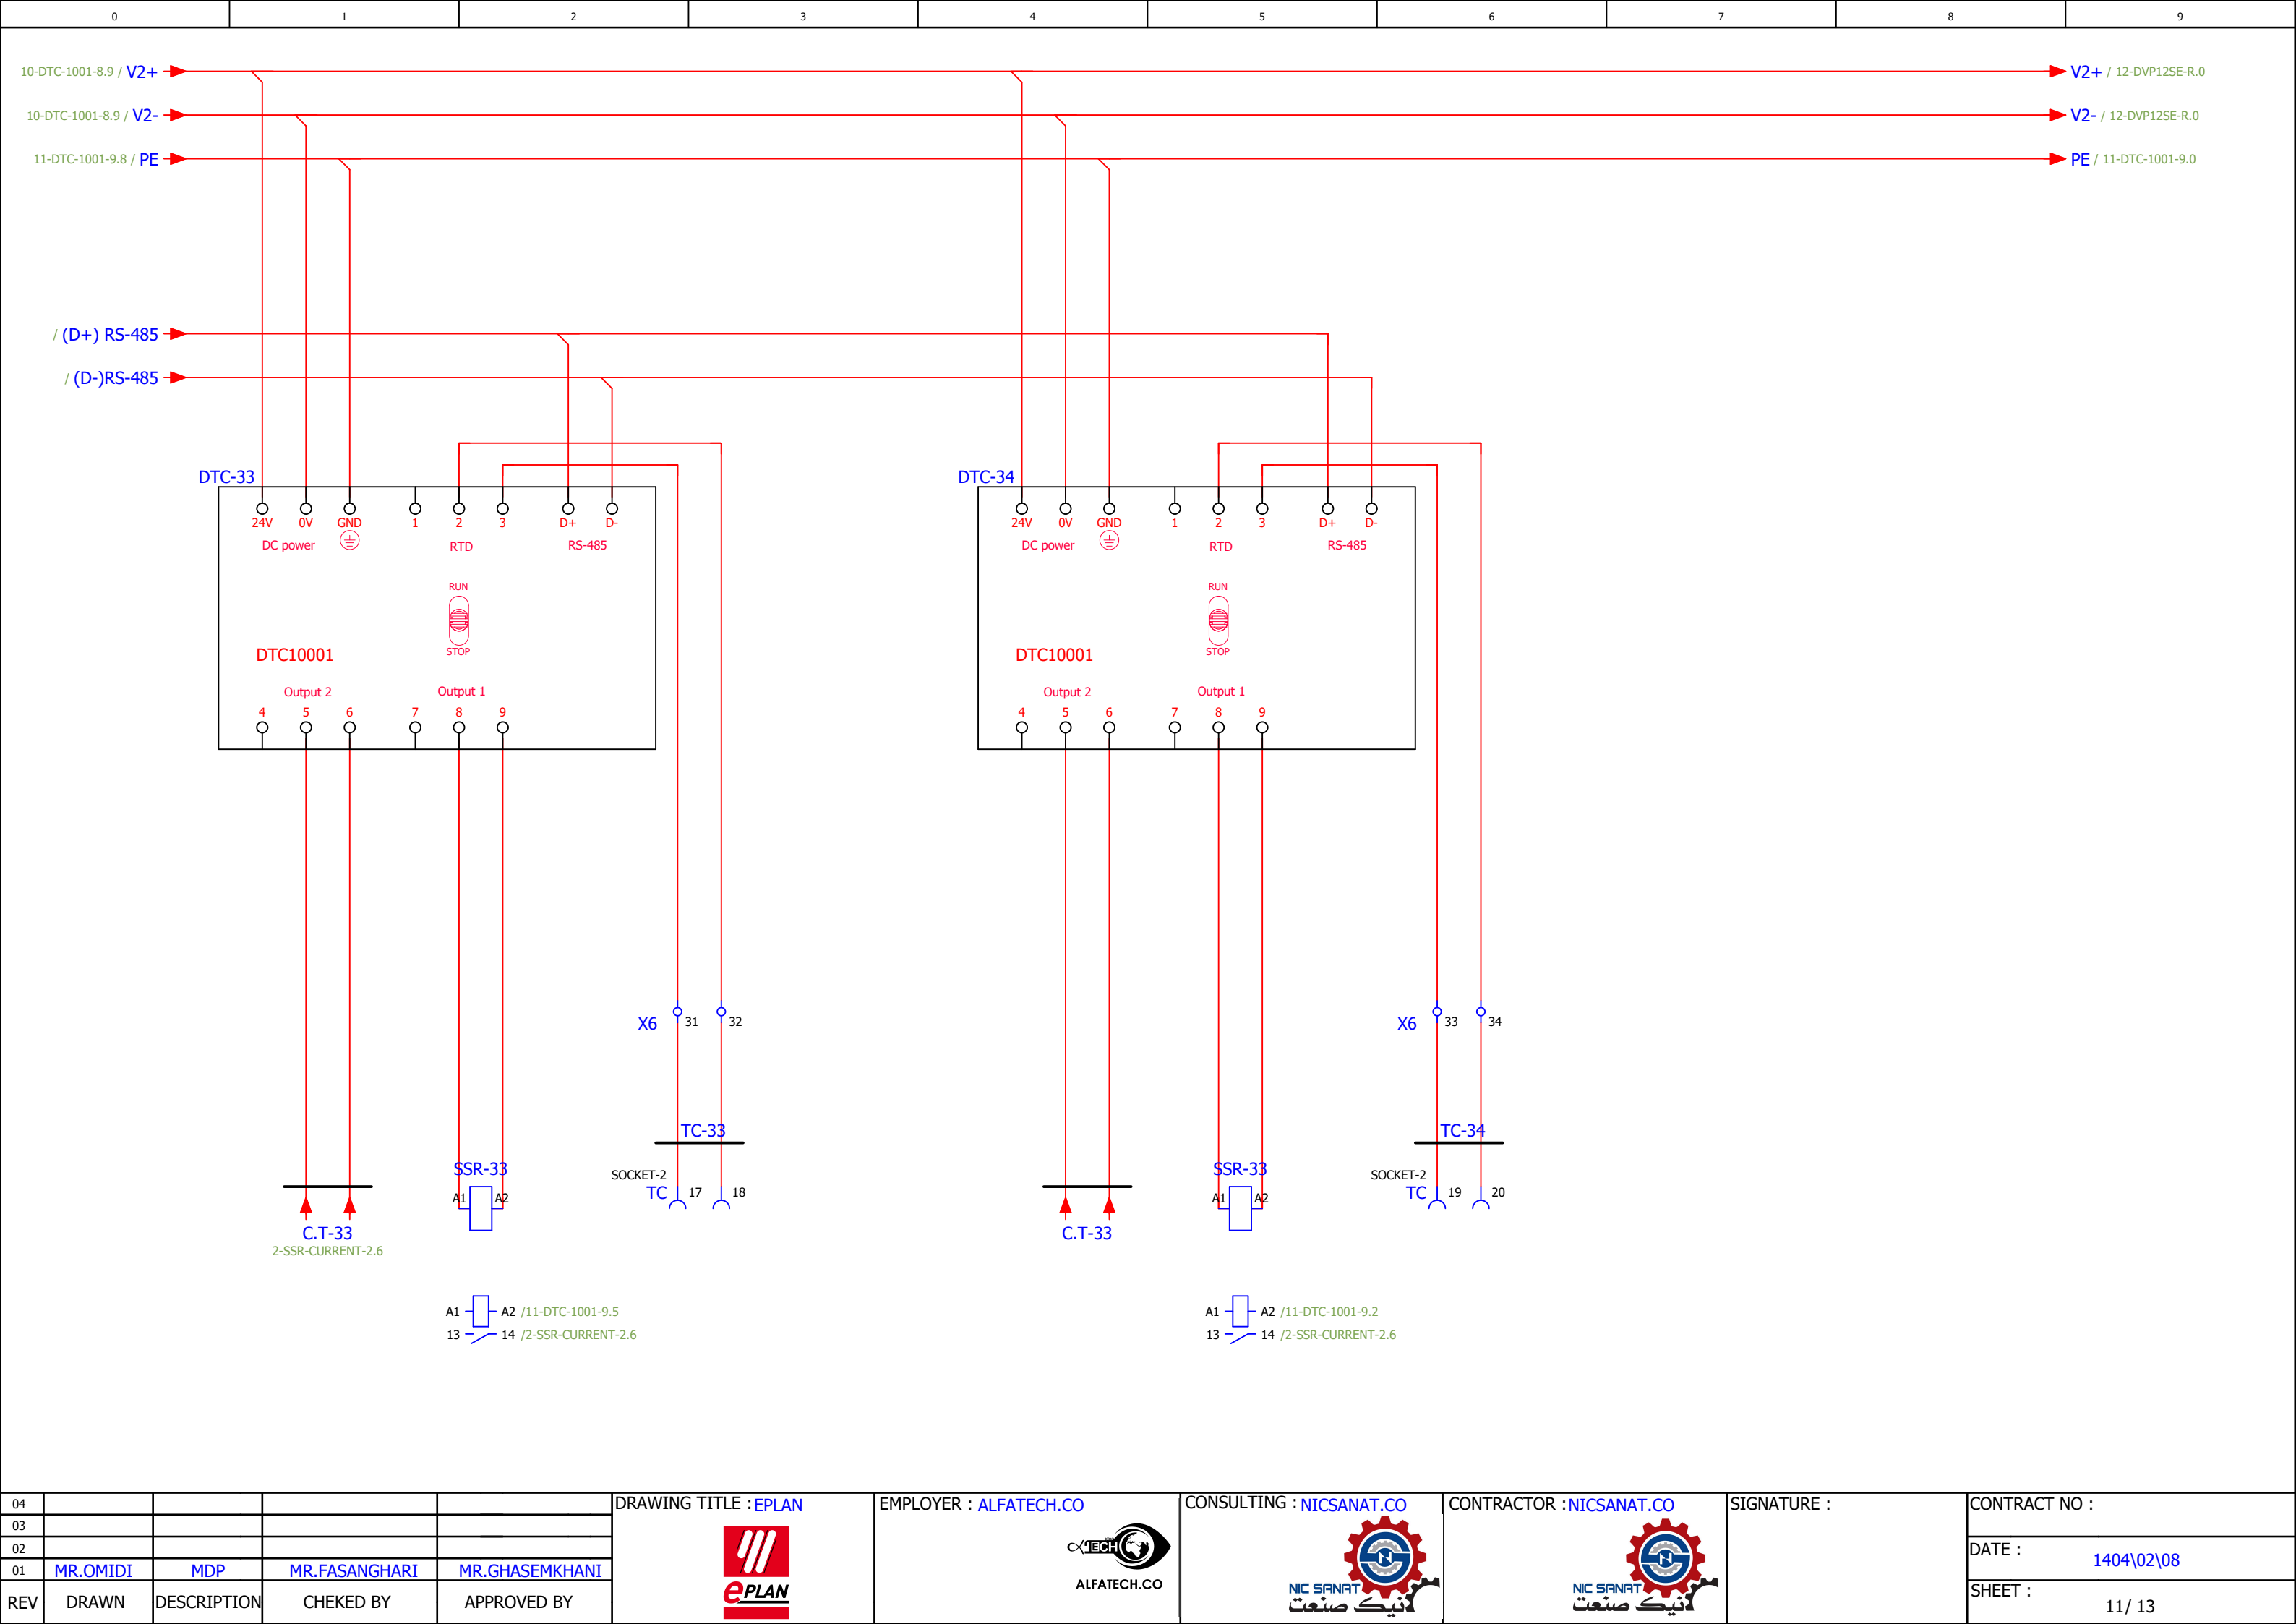 0 1 2 3 4 5 6 7 8 9
10-DTC-1001-8.9 / V2+ V2+ / 12-DVP12SE-R.0
10-DTC-1001-8.9 / V2- V2- / 12-DVP12SE-R.0
11-DTC-1001-9.8 / PE PE / 11-DTC-1001-9.0
/ (D+) RS-485
/ (D-)RS-485
DTC-33
24V 0V GND 1 2 3 D+ D-
DC power RTD RS-485
RUN
STOP
DTC10001
Output 2 Output 1
4 5 6 7 8 9
DTC-34
24V 0V GND 1 2 3 D+ D-
DC power RTD RS-485
RUN
STOP
DTC10001
Output 2 Output 1
4 5 6 7 8 9
X6 31 32
X6 33 34
TC-33
SOCKET-2
TC 17 18
SSR-33
A1 A2
C.T-33
2-SSR-CURRENT-2.6
A1 A2 /11-DTC-1001-9.5
13 14 /2-SSR-CURRENT-2.6
TC-34
SOCKET-2
TC 19 20
SSR-33
A1 A2
C.T-33
A1 A2 /11-DTC-1001-9.2
13 14 /2-SSR-CURRENT-2.6
04
03
02
01 MR.OMIDI MDP MR.FASANGHARI MR.GHASEMKHANI
REV DRAWN DESCRIPTION CHEKED BY APPROVED BY
DRAWING TITLE : EPLAN
ePLAN
EMPLOYER : ALFATECH.CO
TECH
ALFATECH.CO
CONSULTING : NICSANAT.CO
NIC SANAT
نیک صنعت
CONTRACTOR : NICSANAT.CO
NIC SANAT
نیک صنعت
SIGNATURE :
CONTRACT NO :
DATE : 1404\02\08
SHEET : 11/ 13